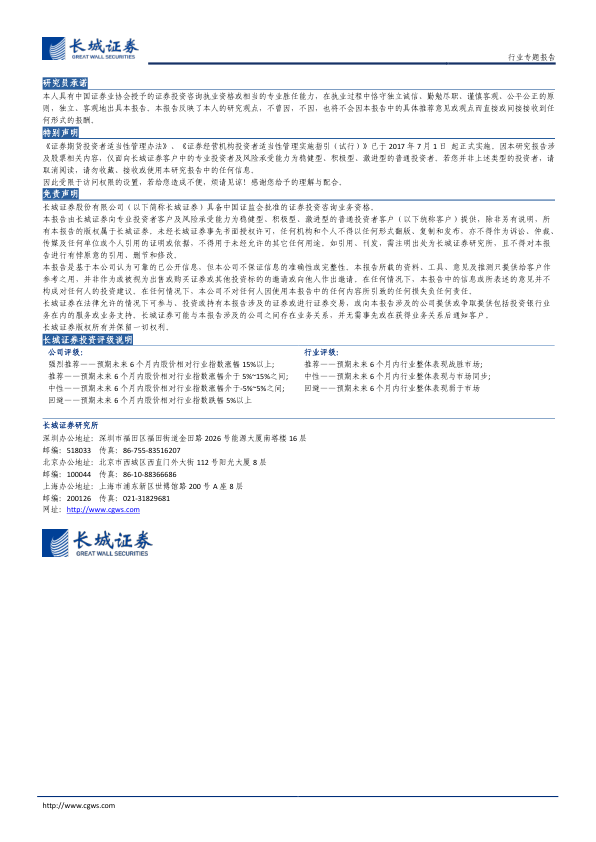 长城证券
GREAT WALL SECURITIES
行业专题报告
研究员承诺
本人具有中国证券业协会授予的证券投资咨询执业资格或相当的专业胜任能力，在执业过程中恪守独立诚信、勤勉尽职、谨慎客观、公平公正的原
则，独立、客观地出具本报告。本报告反映了本人的研究观点，不曾因，不因，也将不会因本报告中的具体推荐意见或观点而直接或间接接收到任
何形式的报酬。
特别声明
《证券期货投资者适当性管理办法》、《证券经营机构投资者适当性管理实施指引（试行）》已于 2017 年 7 月 1 日 起正式实施。因本研究报告涉
及股票相关内容，仅面向长城证券客户中的专业投资者及风险承受能力为稳健型、积极型、激进型的普通投资者。若您并非上述类型的投资者，请
取消阅读，请勿收藏、接收或使用本研究报告中的任何信息。
因此受限于访问权限的设置，若给您造成不便，烦请见谅！感谢您给予的理解与配合。
免责声明
长城证券股份有限公司（以下简称长城证券）具备中国证监会批准的证券投资咨询业务资格。
本报告由长城证券向专业投资者客户及风险承受能力为稳健型、积极型、激进型的普通投资者客户（以下统称客户）提供，除非另有说明，所
有本报告的版权属于长城证券。未经长城证券事先书面授权许可，任何机构和个人不得以任何形式翻版、复制和发布，亦不得作为诉讼、仲裁、
传媒及任何单位或个人引用的证明或依据，不得用于未经允许的其它任何用途。如引用、刊发，需注明出处为长城证券研究所，且不得对本报
告进行有悖原意的引用、删节和修改。
本报告是基于本公司认为可靠的已公开信息，但本公司不保证信息的准确性或完整性。本报告所载的资料、工具、意见及推测只提供给客户作
参考之用，并非作为或被视为出售或购买证券或其他投资标的的邀请或向他人作出邀请。在任何情况下，本报告中的信息或所表述的意见并不
构成对任何人的投资建议。在任何情况下，本公司不对任何人因使用本报告中的任何内容所引致的任何损失负任何责任。
长城证券在法律允许的情况下可参与、投资或持有本报告涉及的证券或进行证券交易，或向本报告涉及的公司提供或争取提供包括投资银行业
务在内的服务或业务支持。长城证券可能与本报告涉及的公司之间存在业务关系，并无需事先或在获得业务关系后通知客户。
长城证券版权所有并保留一切权利。
长城证券投资评级说明
公司评级:
强烈推荐——预期未来 6 个月内股价相对行业指数涨幅 15%以上;
推荐——预期未来 6 个月内股价相对行业指数涨幅介于 5%~15%之间;
中性——预期未来 6 个月内股价相对行业指数涨幅介于-5%~5%之间;
回避——预期未来 6 个月内股价相对行业指数跌幅 5%以上
行业评级:
推荐——预期未来 6 个月内行业整体表现战胜市场;
中性——预期未来 6 个月内行业整体表现与市场同步;
回避——预期未来 6 个月内行业整体表现弱于市场
长城证券研究所
深圳办公地址：深圳市福田区福田街道金田路 2026 号能源大厦南塔楼 16 层
邮编：518033 传真：86-755-83516207
北京办公地址：北京市西城区西直门外大街 112 号阳光大厦 8 层
邮编：100044 传真：86-10-88366686
上海办公地址：上海市浦东新区世博馆路 200 号 A 座 8 层
邮编：200126 传真：021-31829681
网址：http://www.cgws.com
长城证券
GREAT WALL SECURITIES
http://www.cgws.com